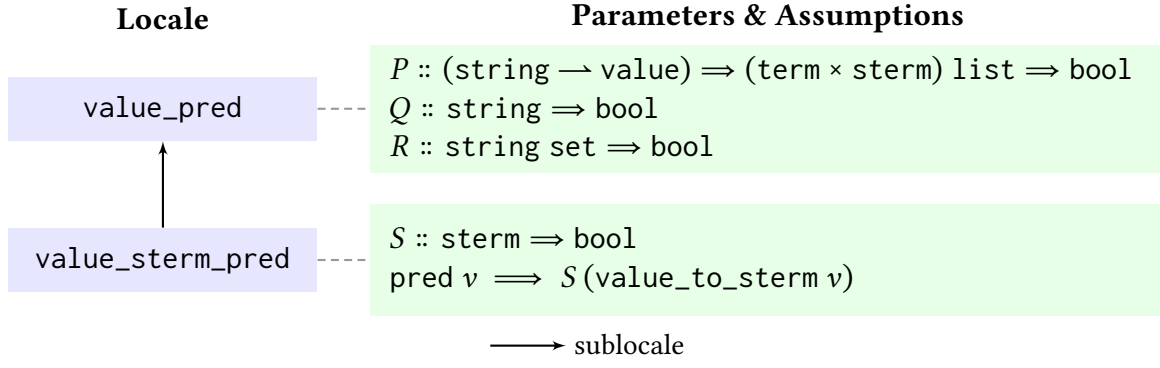 Locale
Parameters & Assumptions
value_pred
P :: (string ⇀ value) ⟹ (term × sterm) list ⟹ bool
Q :: string ⟹ bool
R :: string set ⟹ bool
value_sterm_pred
S :: sterm ⟹ bool
pred v ⟹ S (value_to_sterm v)
sublocale